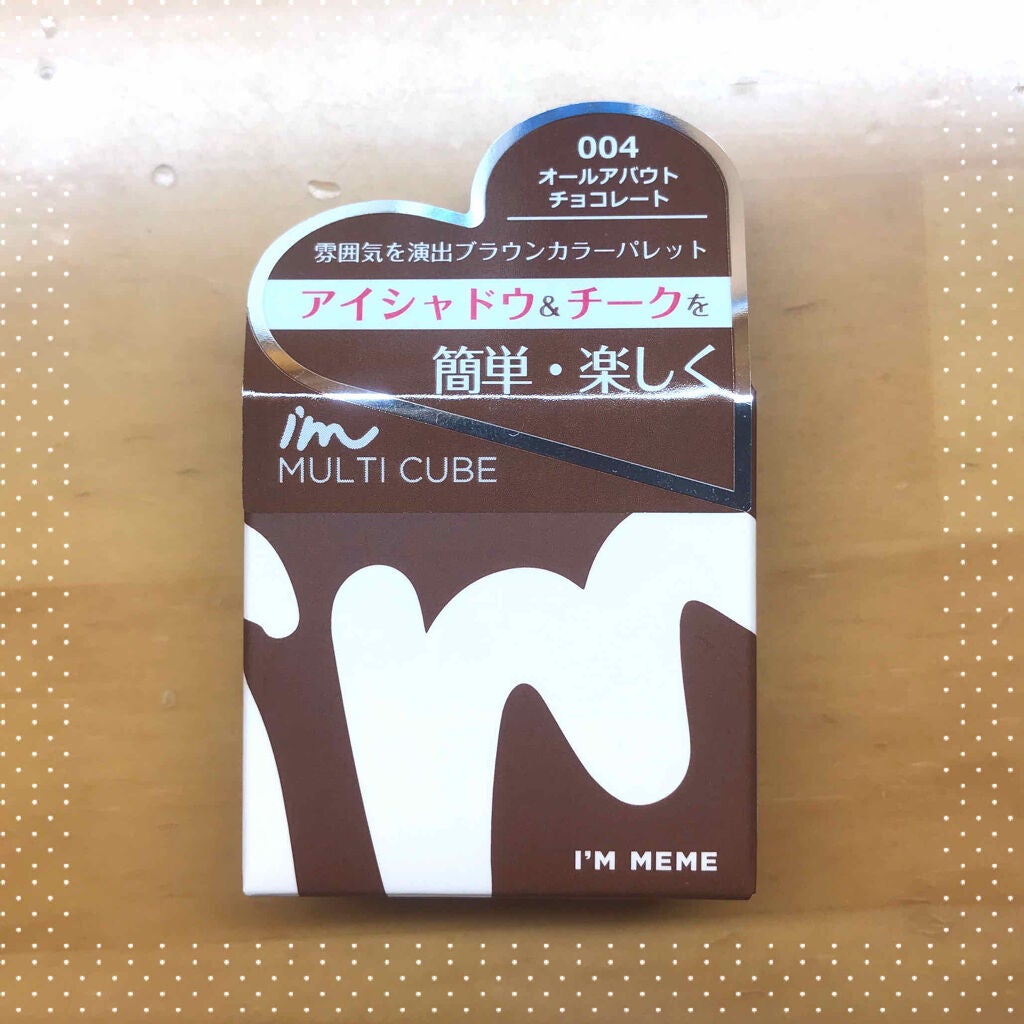 004
オールアバウト
チョコレート
雰囲気を演出ブラウンカラーパレット
アイシャドウ&チークを
簡単・楽しく
i'm
MULTI CUBE
I'M MEME